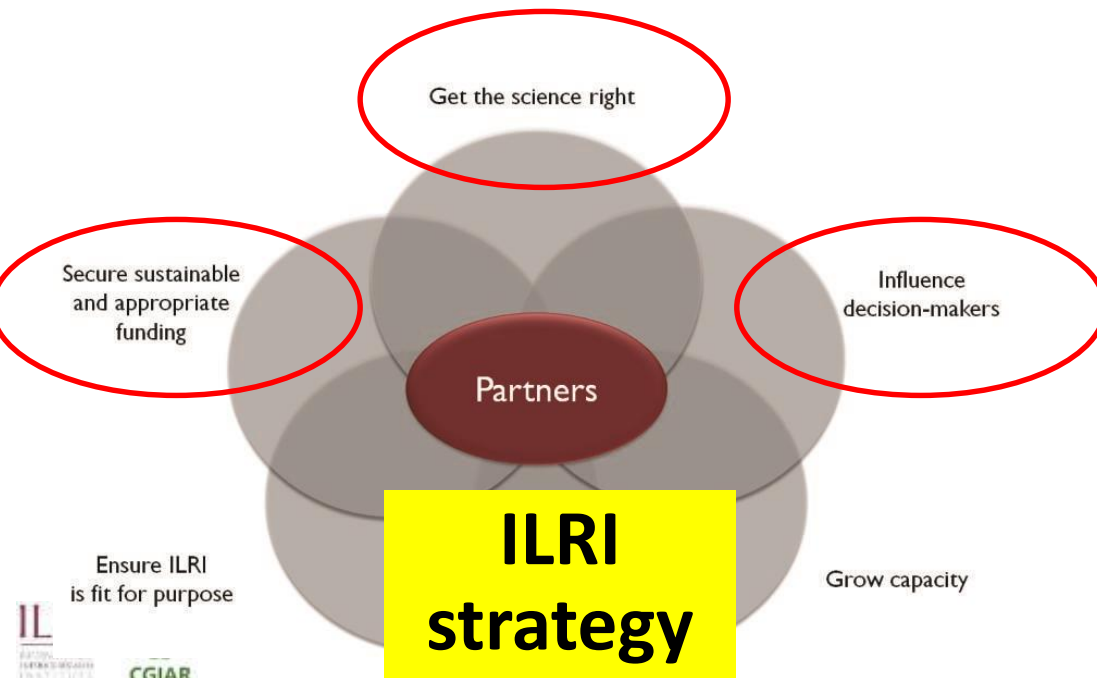 Get the science right
Secure sustainable
and appropriate
funding
Influence
decision-makers
Partners
ILRI
strategy
Ensure ILRI
is fit for purpose
Grow capacity
IL
CGIAR